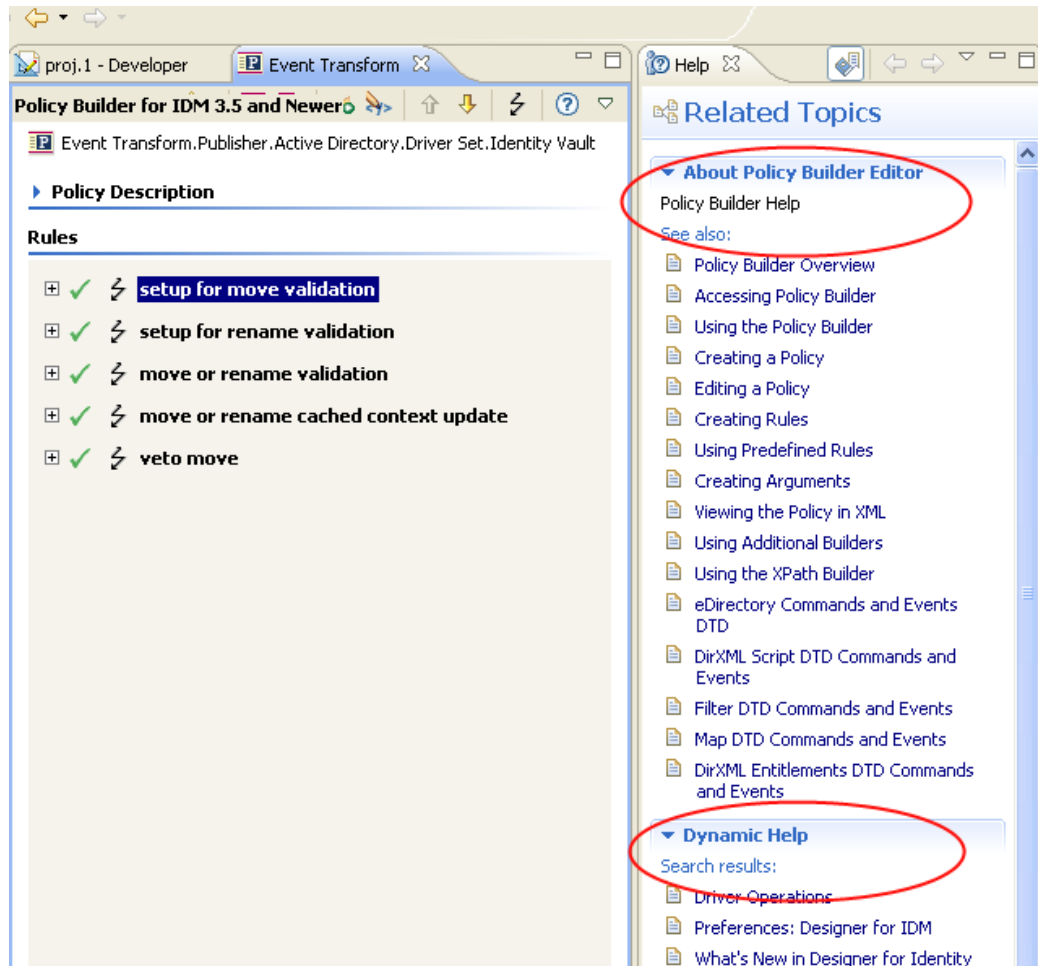 proj.1 - Developer
Event Transform
Help
Policy Builder for IDM 3.5 and Newer
Event Transform.Publisher.Active Directory.Driver Set.Identity Vault
Policy Description
Rules
setup for move validation
setup for rename validation
move or rename validation
move or rename cached context update
veto move
Related Topics
About Policy Builder Editor
Policy Builder Help
See also:
Policy Builder Overview
Accessing Policy Builder
Using the Policy Builder
Creating a Policy
Editing a Policy
Creating Rules
Using Predefined Rules
Creating Arguments
Viewing the Policy in XML
Using Additional Builders
Using the XPath Builder
eDirectory Commands and Events
DTD
DirXML Script DTD Commands and
Events
Filter DTD Commands and Events
Map DTD Commands and Events
DirXML Entitlements DTD Commands
and Events
Dynamic Help
Search results:
Driver Operations
Preferences: Designer for IDM
What's New in Designer for Identity